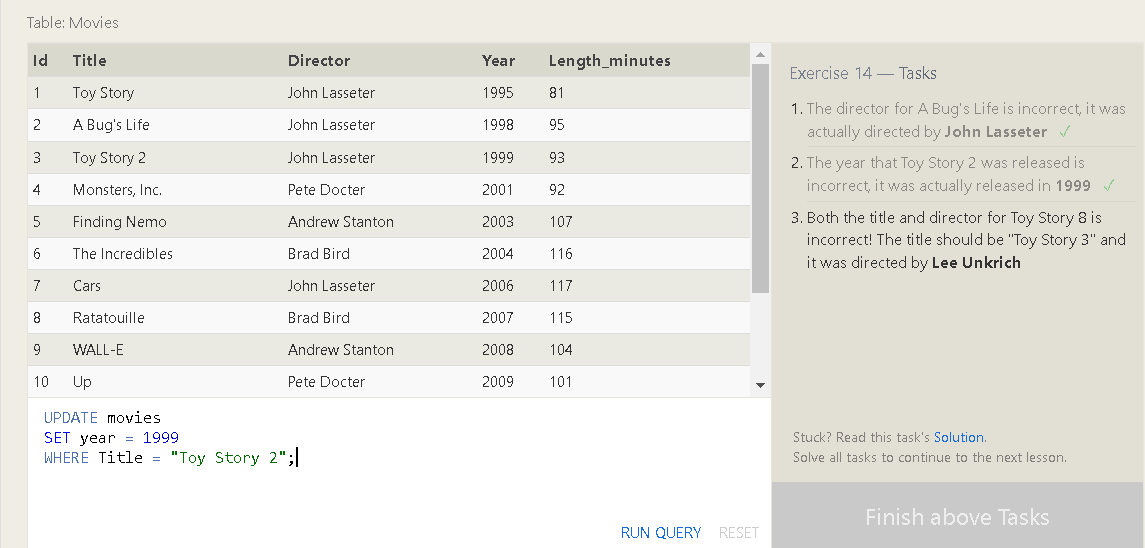 Table: Movies
Id Title Director Year Length_minutes
1 Toy Story John Lasseter 1995 81
2 A Bug's Life John Lasseter 1998 95
3 Toy Story 2 John Lasseter 1999 93
4 Monsters, Inc. Pete Docter 2001 92
5 Finding Nemo Andrew Stanton 2003 107
6 The Incredibles Brad Bird 2004 116
7 Cars John Lasseter 2006 117
8 Ratatouille Brad Bird 2007 115
9 WALL-E Andrew Stanton 2008 104
10 Up Pete Docter 2009 101
UPDATE movies
SET year = 1999
WHERE Title = "Toy Story 2";
RUN QUERY RESET
Exercise 14 — Tasks
1. The director for A Bug's Life is incorrect, it was
actually directed by John Lasseter ✓
2. The year that Toy Story 2 was released is
incorrect, it was actually released in 1999 ✓
3. Both the title and director for Toy Story 8 is
incorrect! The title should be "Toy Story 3" and
it was directed by Lee Unkrich
Stuck? Read this task's Solution.
Solve all tasks to continue to the next lesson.
Finish above Tasks